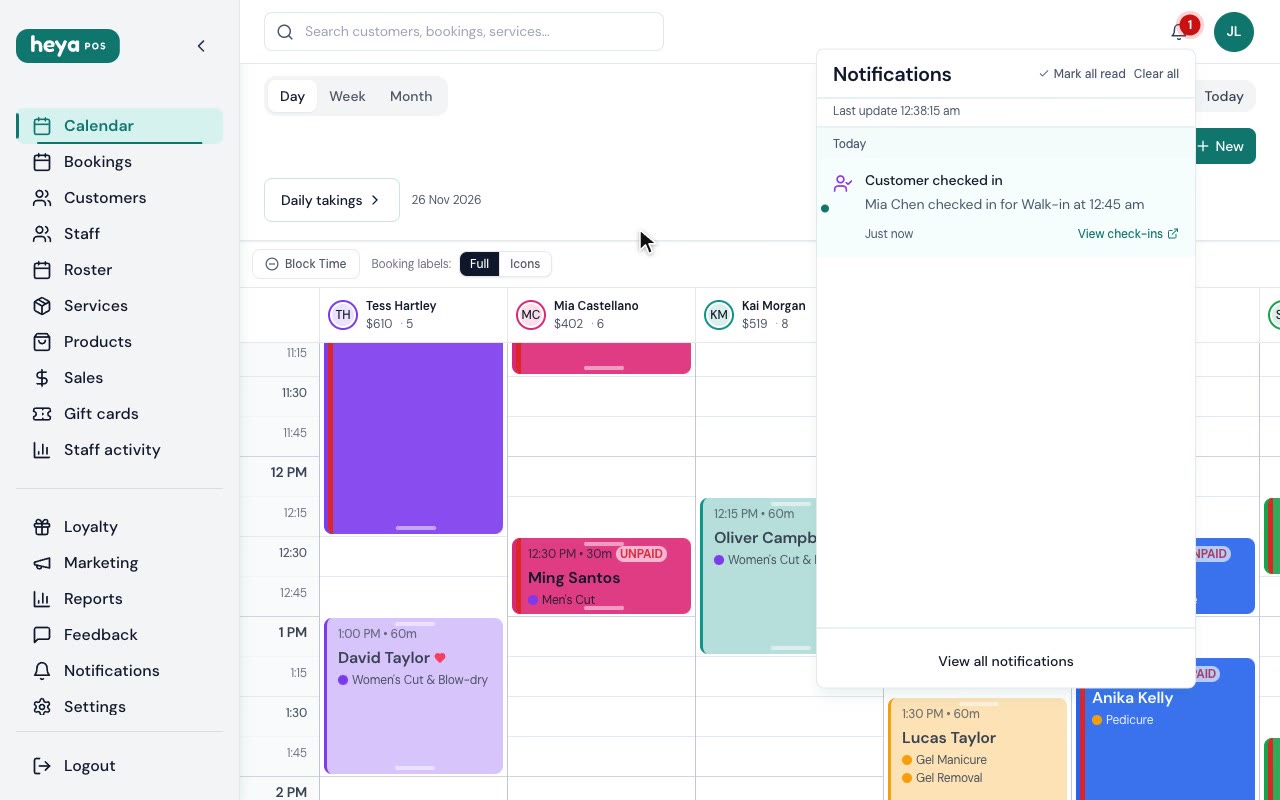 heya POS
Search customers, bookings, services...
1
JL
Calendar
Bookings
Customers
Staff
Roster
Services
Products
Sales
Gift cards
Staff activity
Loyalty
Marketing
Reports
Feedback
Notifications
Settings
Logout
Day
Week
Month
Today
+ New
Daily takings
26 Nov 2026
Block Time
Booking labels:
Full
Icons
Notifications
Mark all read
Clear all
Last update 12:38:15 am
Today
Customer checked in
Mia Chen checked in for Walk-in at 12:45 am
Just now
View check-ins
View all notifications
TH
Tess Hartley
$610 · 5
MC
Mia Castellano
$402 · 6
KM
Kai Morgan
$519 · 8
11:15
11:30
11:45
12 PM
12:15
12:30
12:45
1 PM
1:15
1:30
1:45
2 PM
1:00 PM • 60m
David Taylor
Women's Cut & Blow-dry
12:30 PM • 30m UNPAID
Ming Santos
Men's Cut
12:15 PM • 60m
Oliver Campb
Women's Cut &
1:30 PM • 60m
Lucas Taylor
Gel Manicure
Gel Removal
NPAID
PAID
Anika Kelly
Pedicure